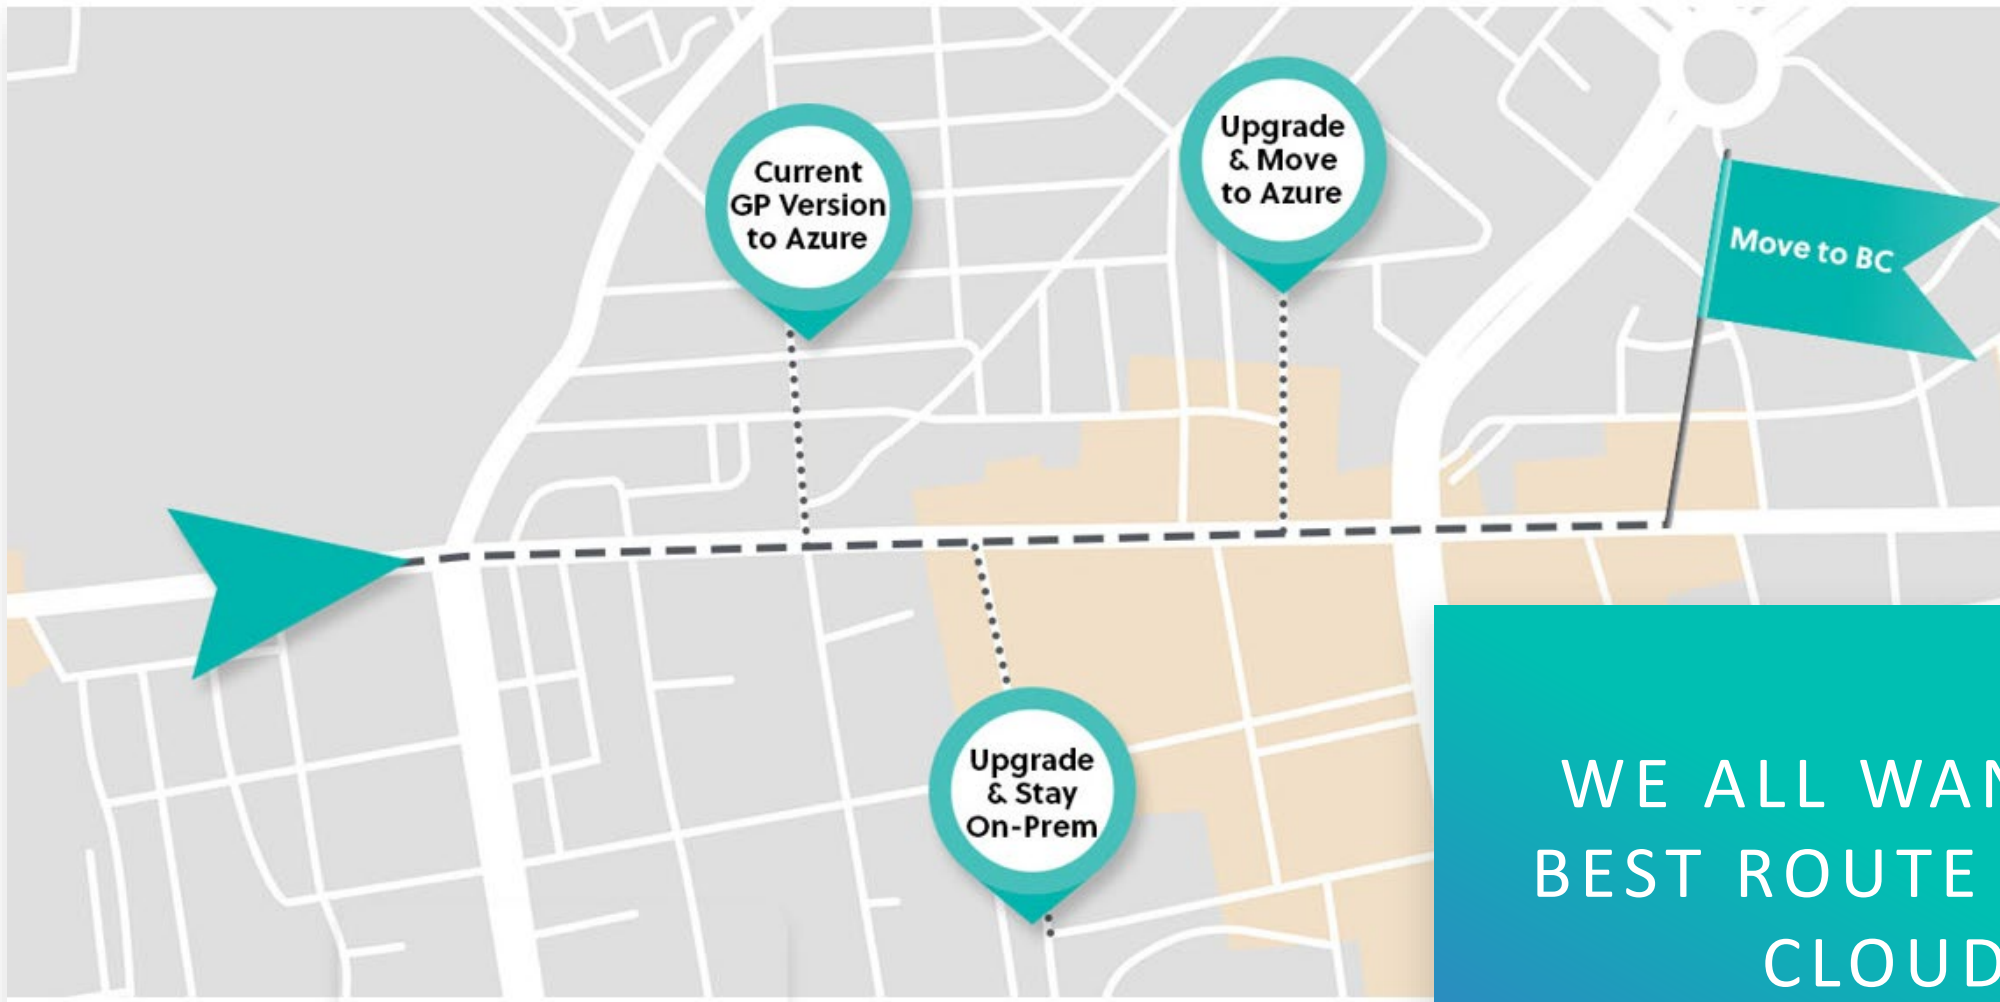 Current
GP Version
to Azure
Upgrade
& Move
to Azure
Move to BC
Upgrade
& Stay
On-Prem
WE ALL WAN
BEST ROUTE
CLOUD